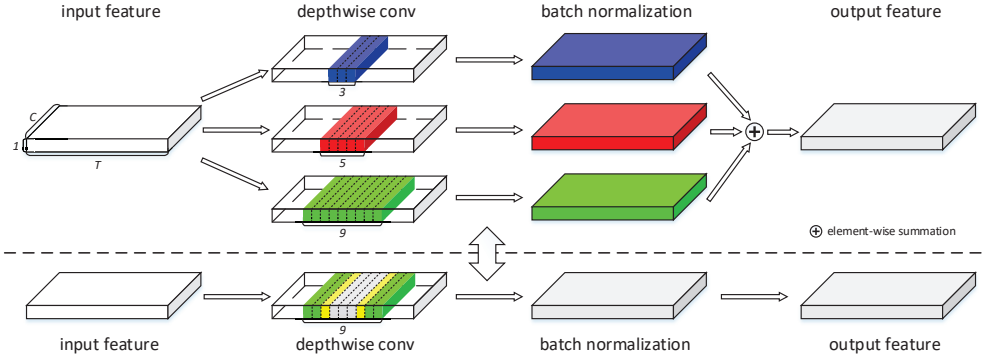 input feature
depthwise conv
batch normalization
output feature
3
C
1
T
5
9
⊕ element-wise summation
9
input feature
depthwise conv
batch normalization
output feature